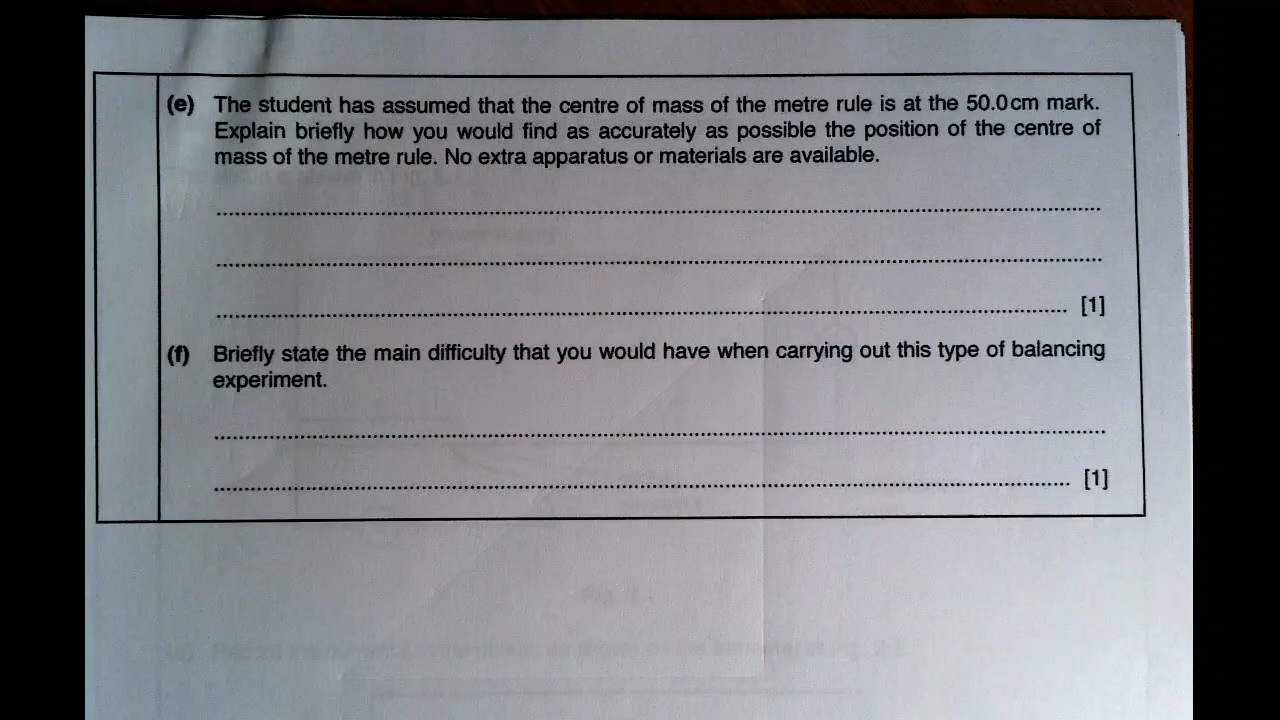 (e) The student has assumed that the centre of mass of the metre rule is at the 50.0cm mark.
Explain briefly how you would find as accurately as possible the position of the centre of
mass of the metre rule. No extra apparatus or materials are available.
[1]
(f) Briefly state the main difficulty that you would have when carrying out this type of balancing
experiment.
[1]